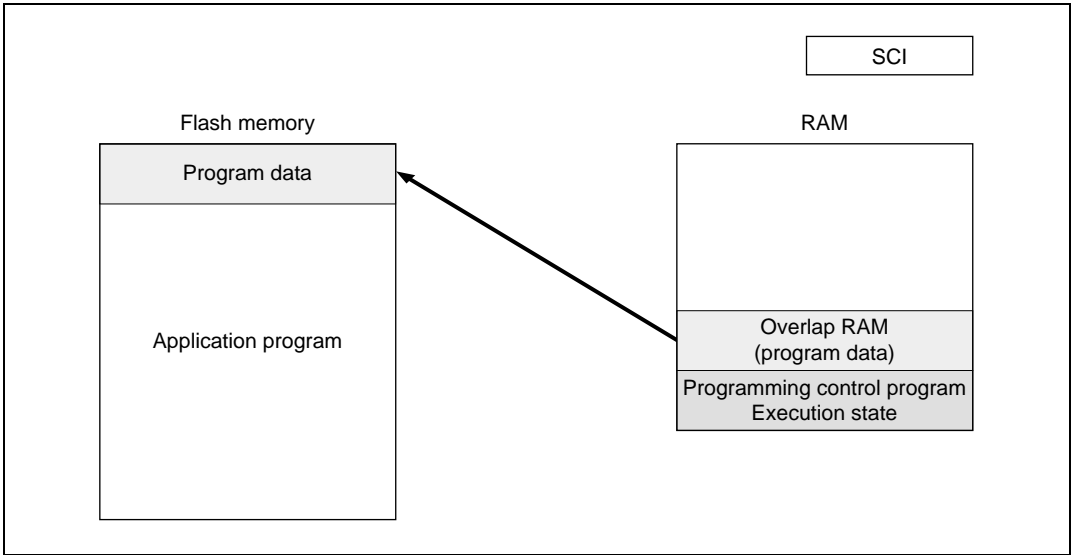 SCI
Flash memory
RAM
Program data
Application program
Overlap RAM
(program data)
Programming control program
Execution state